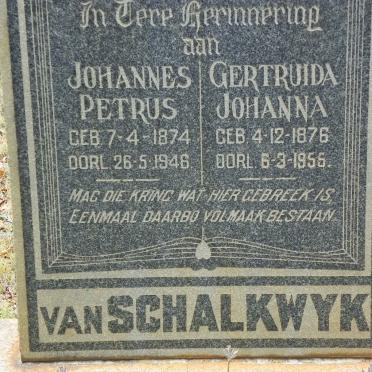 In Tere Herinnering
aan
JOHANNES PETRUS
GEB 7-4-1874
OORL 26-5-1946
GERTRUIDA JOHANNA
GEB 4-12-1876
OORL 6-3-1956.
MAG DIE KRING WAT HIER GEBREEK IS,
EENMAAL DAARBO VOLMAAK BESTAAN.
VAN SCHALKWYK